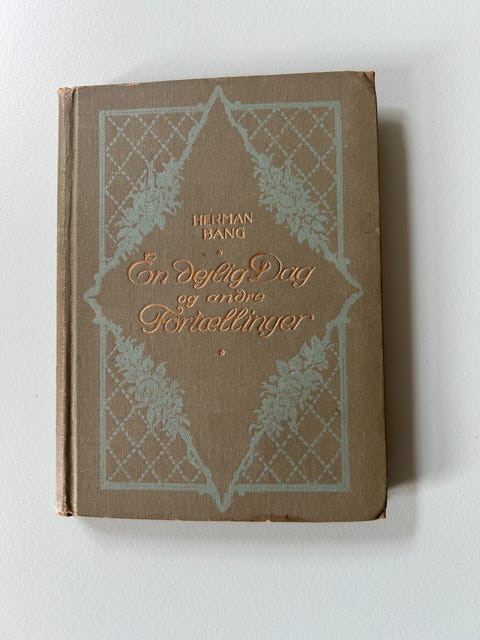 HERMAN
BANG
En dejlig Dag
og andre
Fortællinger